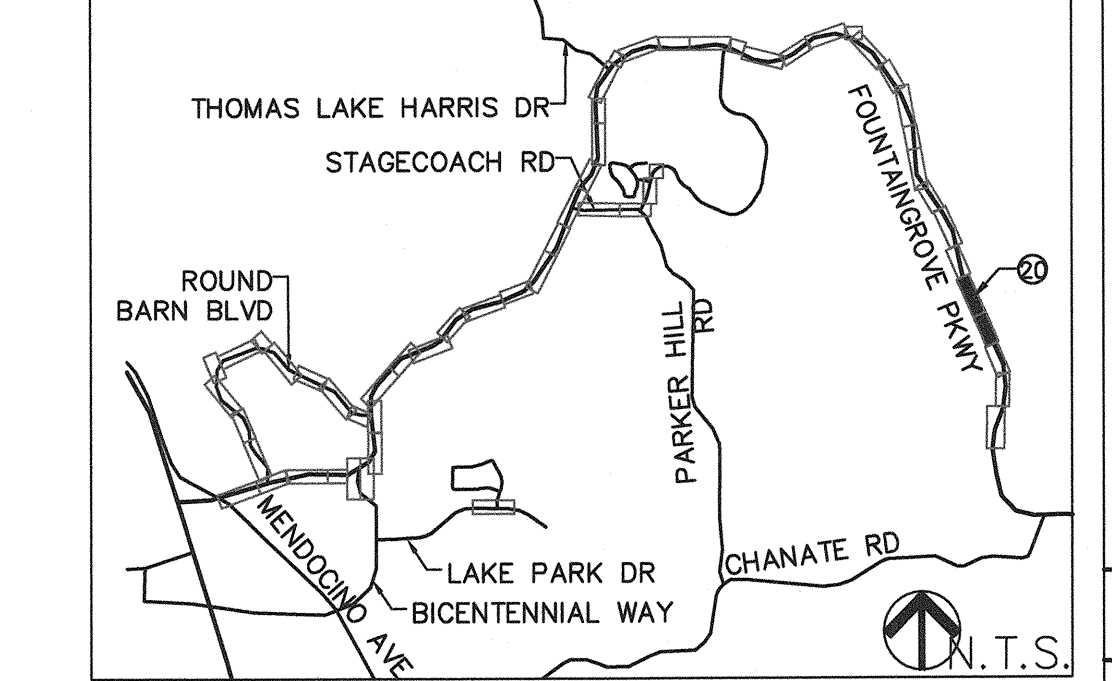 THOMAS LAKE HARRIS DR
STAGECOACH RD
FOUNTAINGROVE PKWY
20
ROUND
BARN BLVD
PARKER HILL
RD
MENDOCINO AVE
CHANATE RD
LAKE PARK DR
BICENTENNIAL WAY
N.T.S.